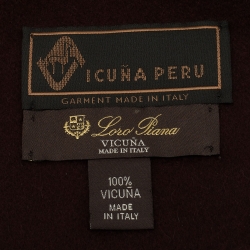 VICUÑA PERU
GARMENT MADE IN ITALY
Loro Piana
VICUÑA
MADE IN ITALY
100%
VICUÑA
MADE
IN ITALY